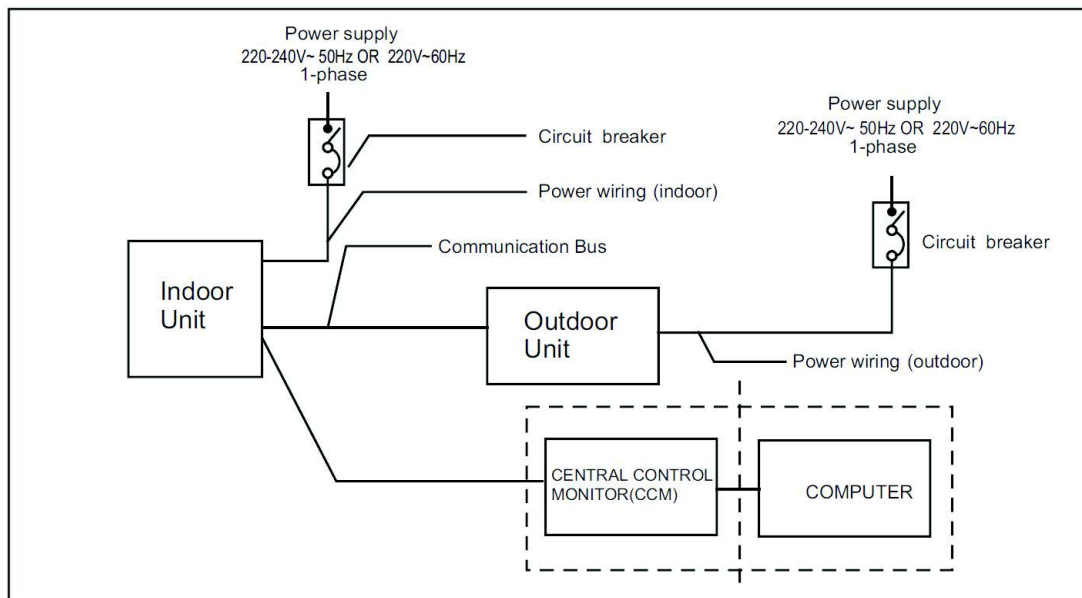 Power supply
220-240V~ 50Hz OR 220V~60Hz
1-phase
Circuit breaker
Power wiring (indoor)
Communication Bus
Indoor
Unit
Outdoor
Unit
Power supply
220-240V~ 50Hz OR 220V~60Hz
1-phase
Circuit breaker
Power wiring (outdoor)
CENTRAL CONTROL
MONITOR(CCM)
COMPUTER